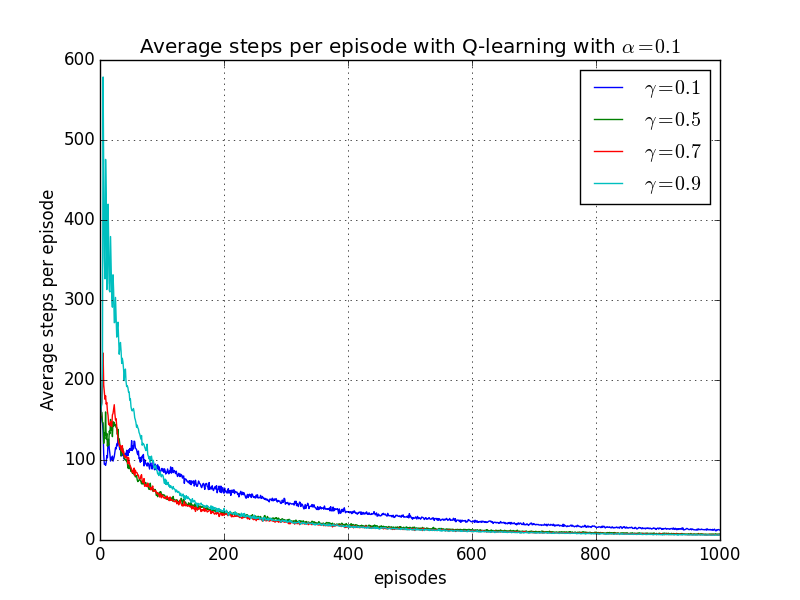 Average steps per episode with Q-learning with α=0.1
600
500
400
300
200
100
0
Average steps per episode
γ=0.1
γ=0.5
γ=0.7
γ=0.9
0 200 400 600 800 1000
episodes